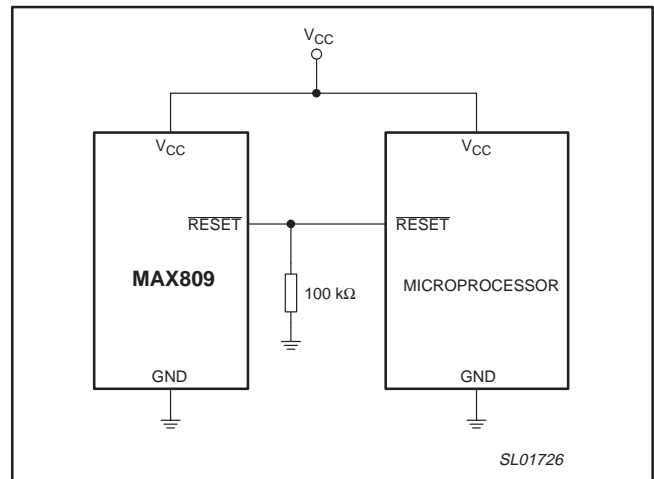 VCC
VCC
VCC
RESET
RESET
MAX809
100 kΩ
MICROPROCESSOR
GND
GND
SL01726